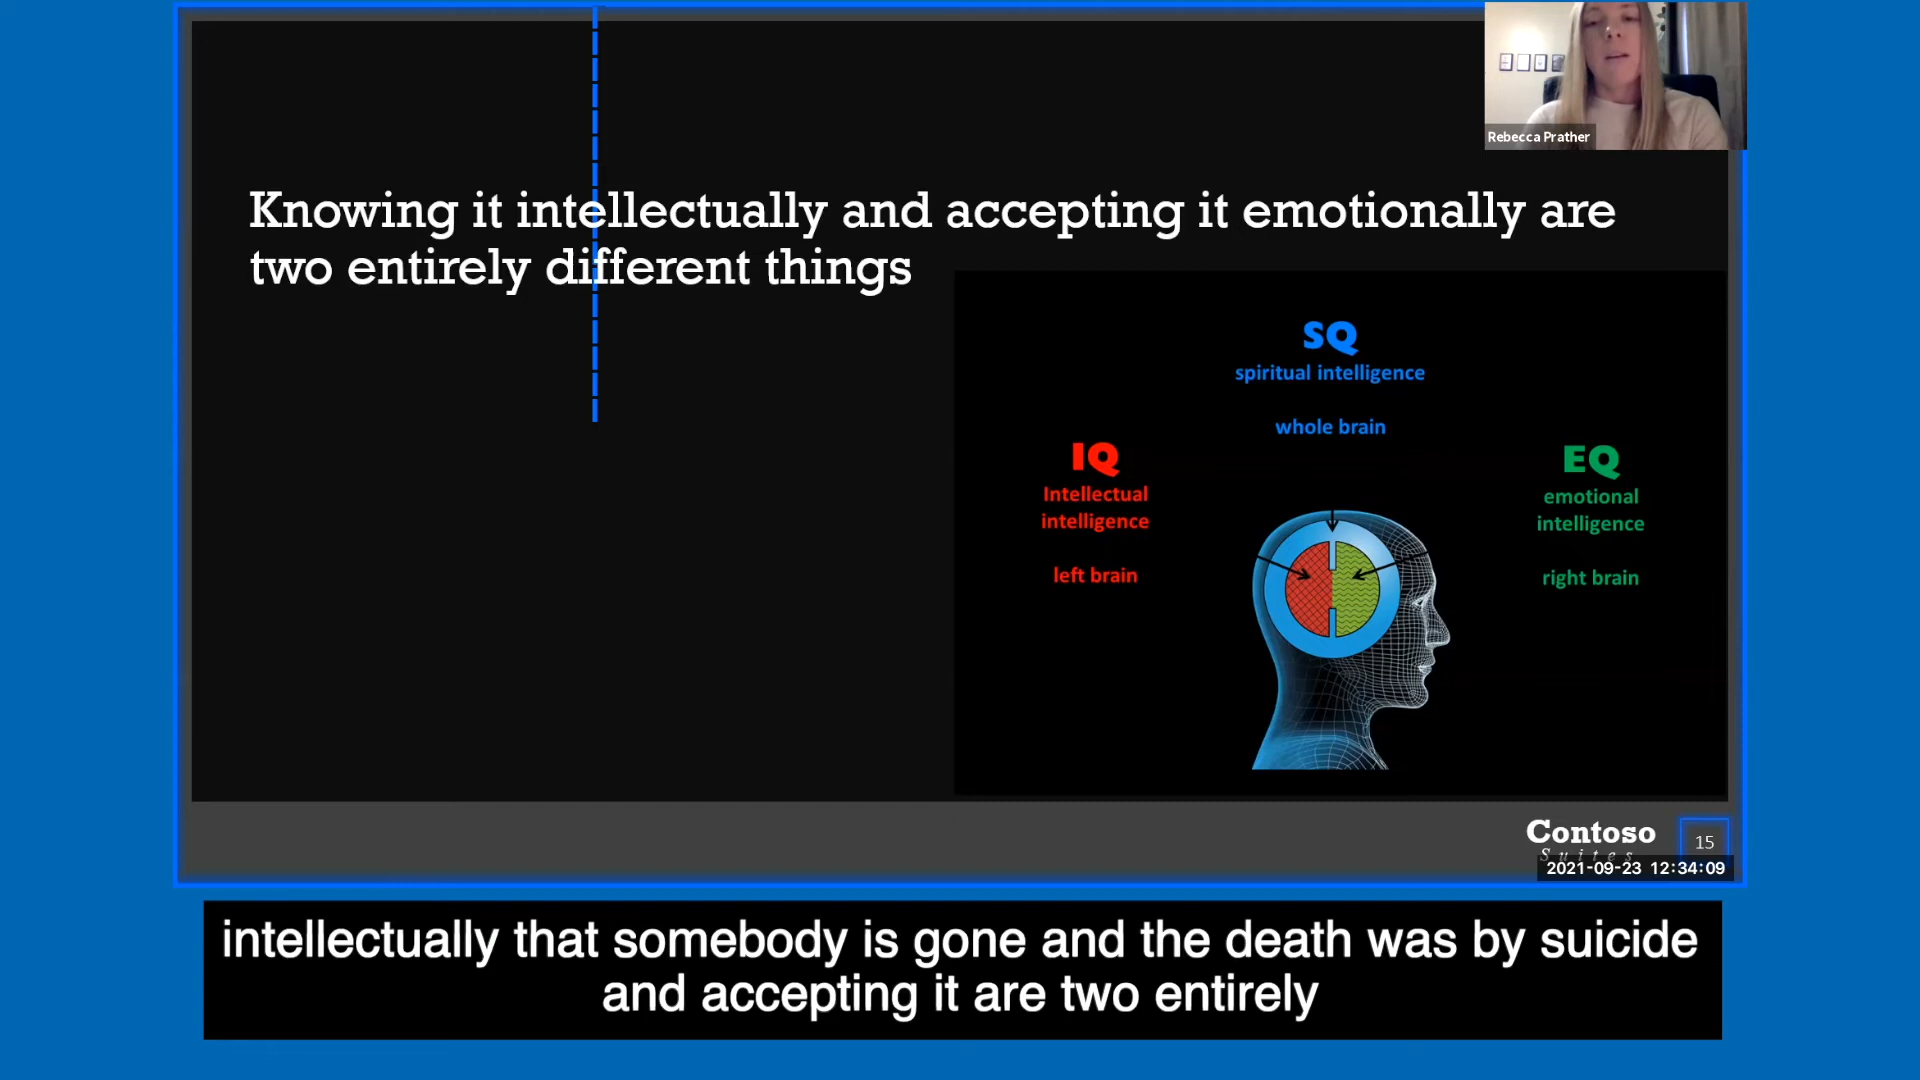 Rebecca Prather
Knowing it intellectually and accepting it emotionally are
two entirely different things
SQ
spiritual intelligence
whole brain
IQ
Intellectual
intelligence
left brain
EQ
emotional
intelligence
right brain
Contoso
Suites
15
2021-09-23 12:34:09
intellectually that somebody is gone and the death was by suicide
and accepting it are two entirely